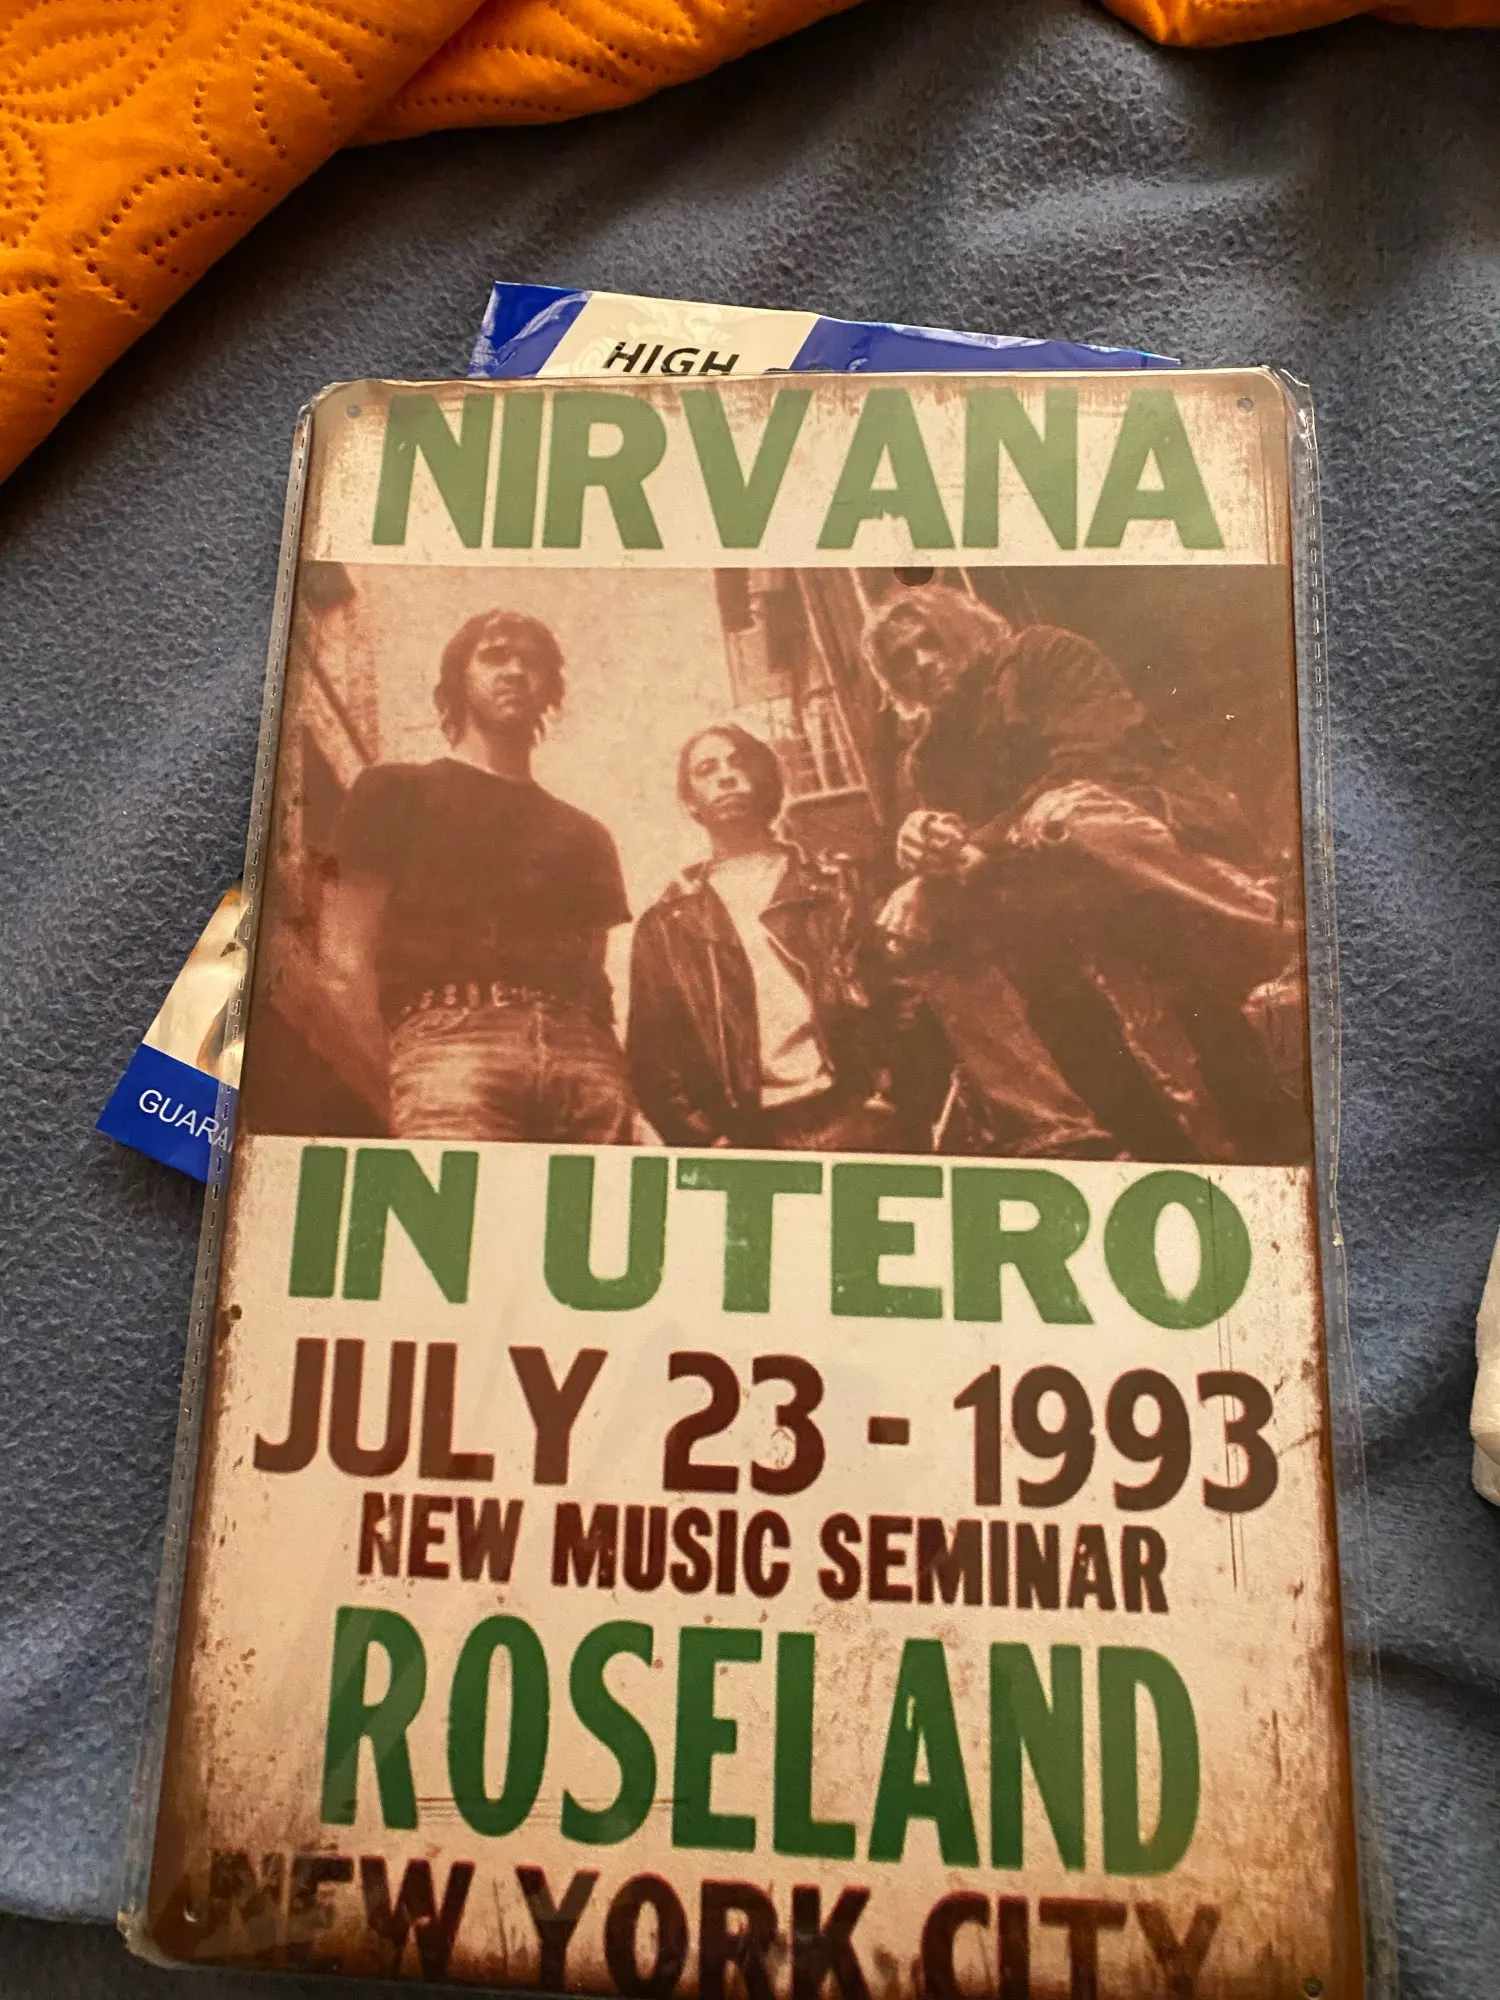 HIGH
NIRVANA
IN UTERO
JULY 23 - 1993
NEW MUSIC SEMINAR
ROSELAND
NEW YORK CITY
GUARA